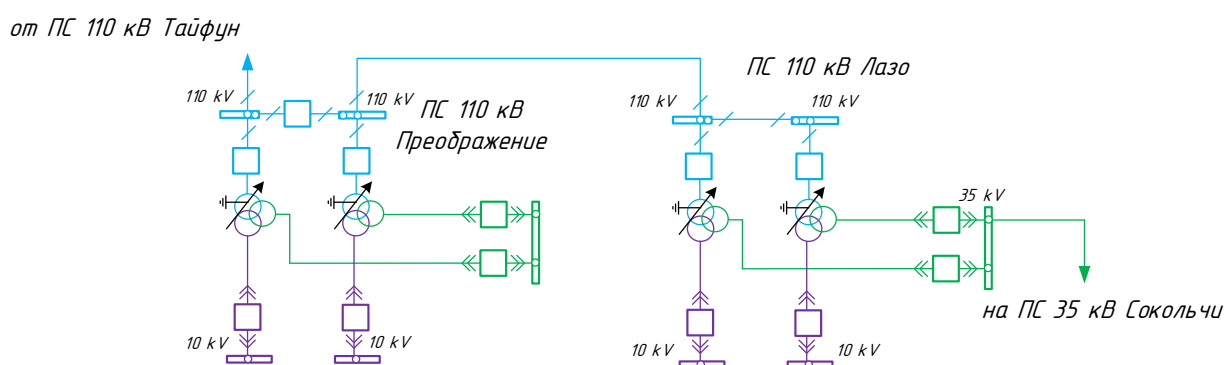 от ПС 110 кВ Тайфун
ПС 110 кВ Лазо
110 kV
110 kV
ПС 110 кВ
Преображение
110 kV
110 kV
35 kV
на ПС 35 кВ Сокольчи
10 kV
10 kV
10 kV
10 kV